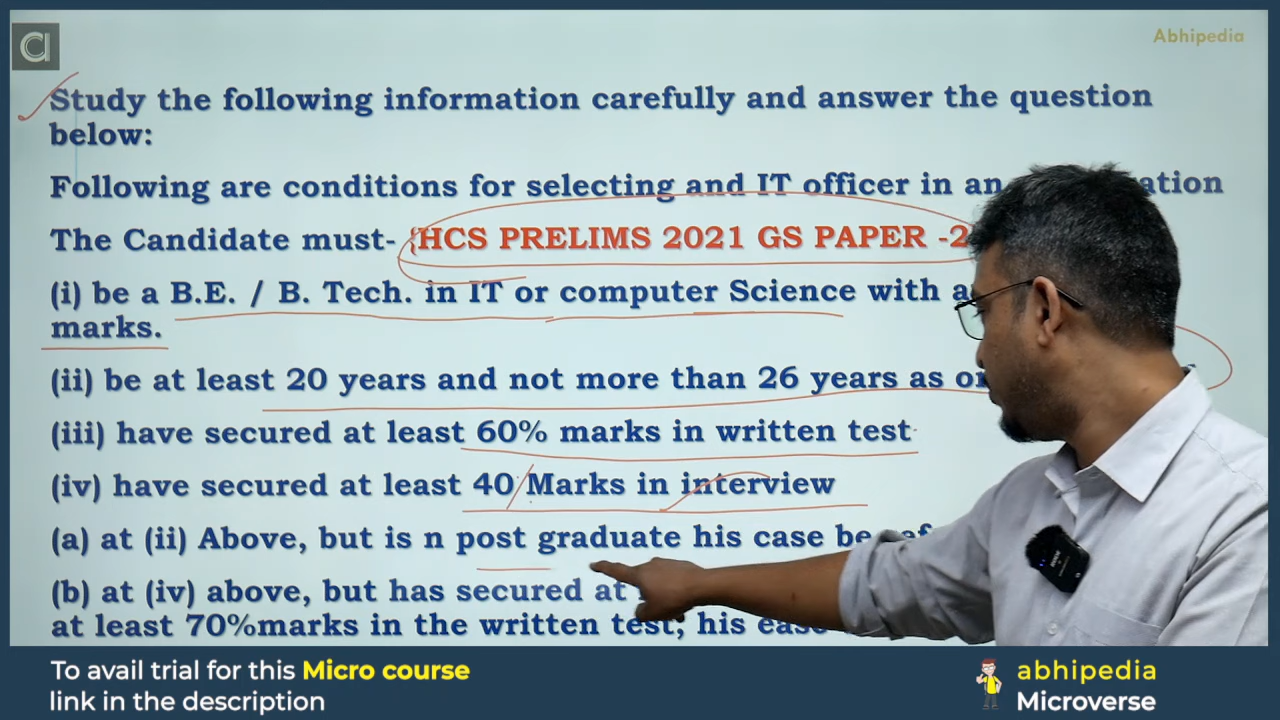 Abhipedia
Study the following information carefully and answer the question
below:
Following are conditions for selecting and IT officer in an
The Candidate must- {HCS PRELIMS 2021 GS PAPER -2
(i) be a B.E. / B. Tech. in IT or computer Science with a
marks.
(ii) be at least 20 years and not more than 26 years as
(iii) have secured at least 60% marks in written test
(iv) have secured at least 40 Marks in interview
(a) at (ii) Above, but is n post graduate his case be
(b) at (iv) above, but has secured at
at least 70%marks in the written test, his
To avail trial for this Micro course
link in the description
abhipedia
Microverse